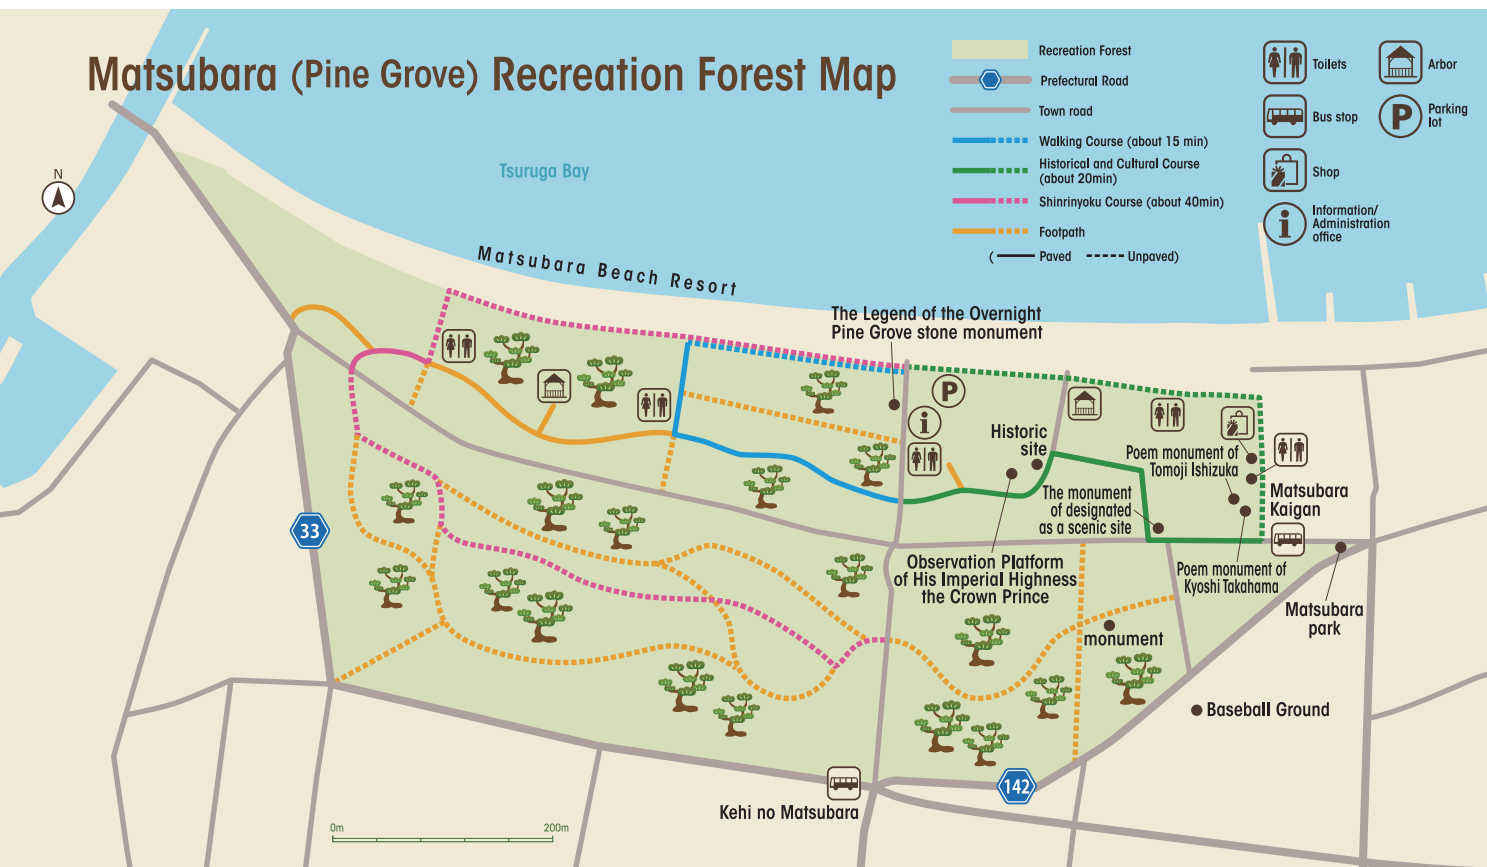 Matsubara (Pine Grove) Recreation Forest Map
Recreation Forest
Prefectural Road
Town road
Walking Course (about 15 min)
Historical and Cultural Course
(about 20min)
Shinrinyoku Course (about 40min)
Footpath
( Paved Unpaved)
Toilets
Arbor
Bus stop
P
Parking
lot
Shop
i
Information/
Administration
office
N
Tsuruga Bay
Matsubara Beach Resort
The Legend of the Overnight
Pine Grove stone monument
P
i
Historic
site
Poem monument of
Tomoji Ishizuka
Matsubara
Kaigan
The monument
of designated
as a scenic site
33
Observation Platform
of His Imperial Highness
the Crown Prince
Poem monument of
Kyoshi Takahama
Matsubara
park
monument
Baseball Ground
142
Kehi no Matsubara
0m
200m